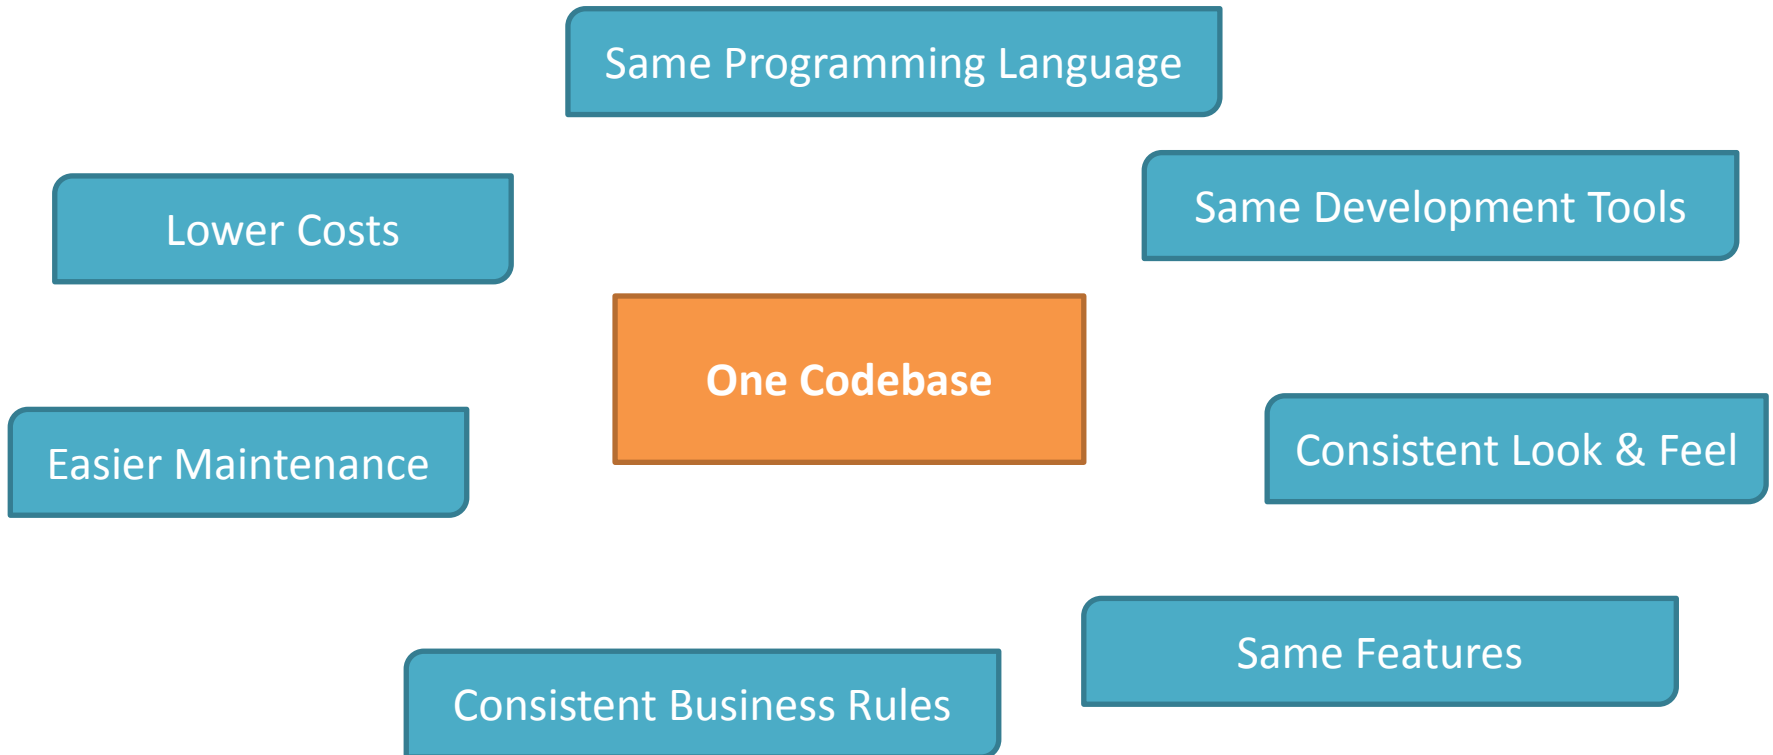 Same Programming Language
Same Development Tools
Lower Costs
One Codebase
Consistent Look & Feel
Easier Maintenance
Same Features
Consistent Business Rules